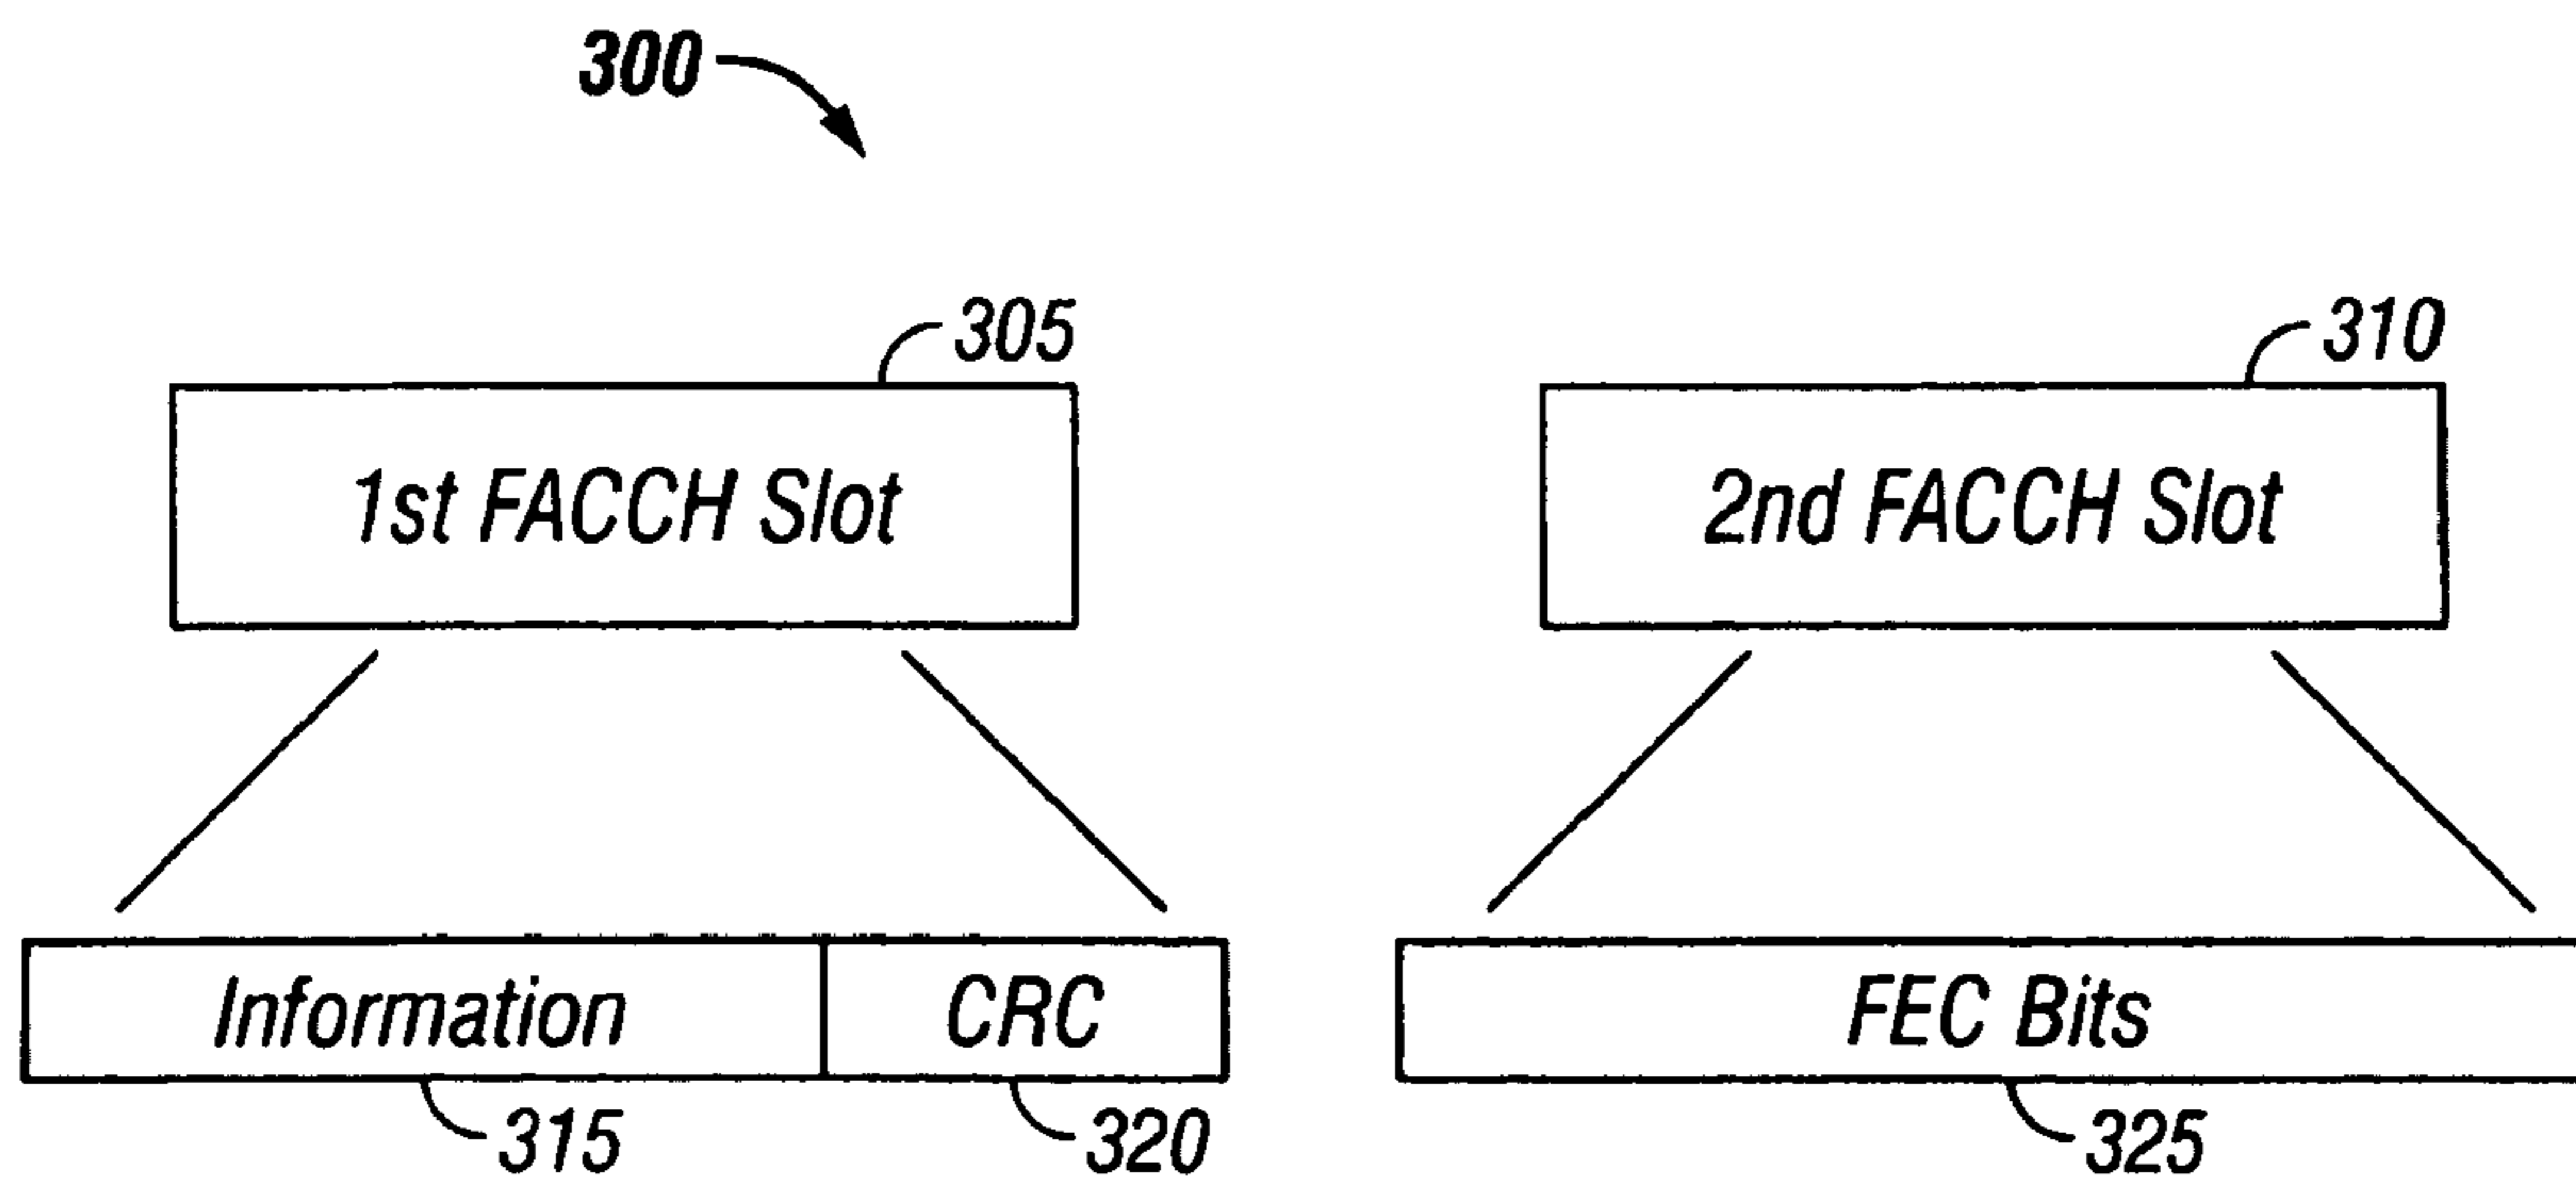 300
305
310
1st FACCH Slot
2nd FACCH Slot
Information
CRC
FEC Bits
315
320
325